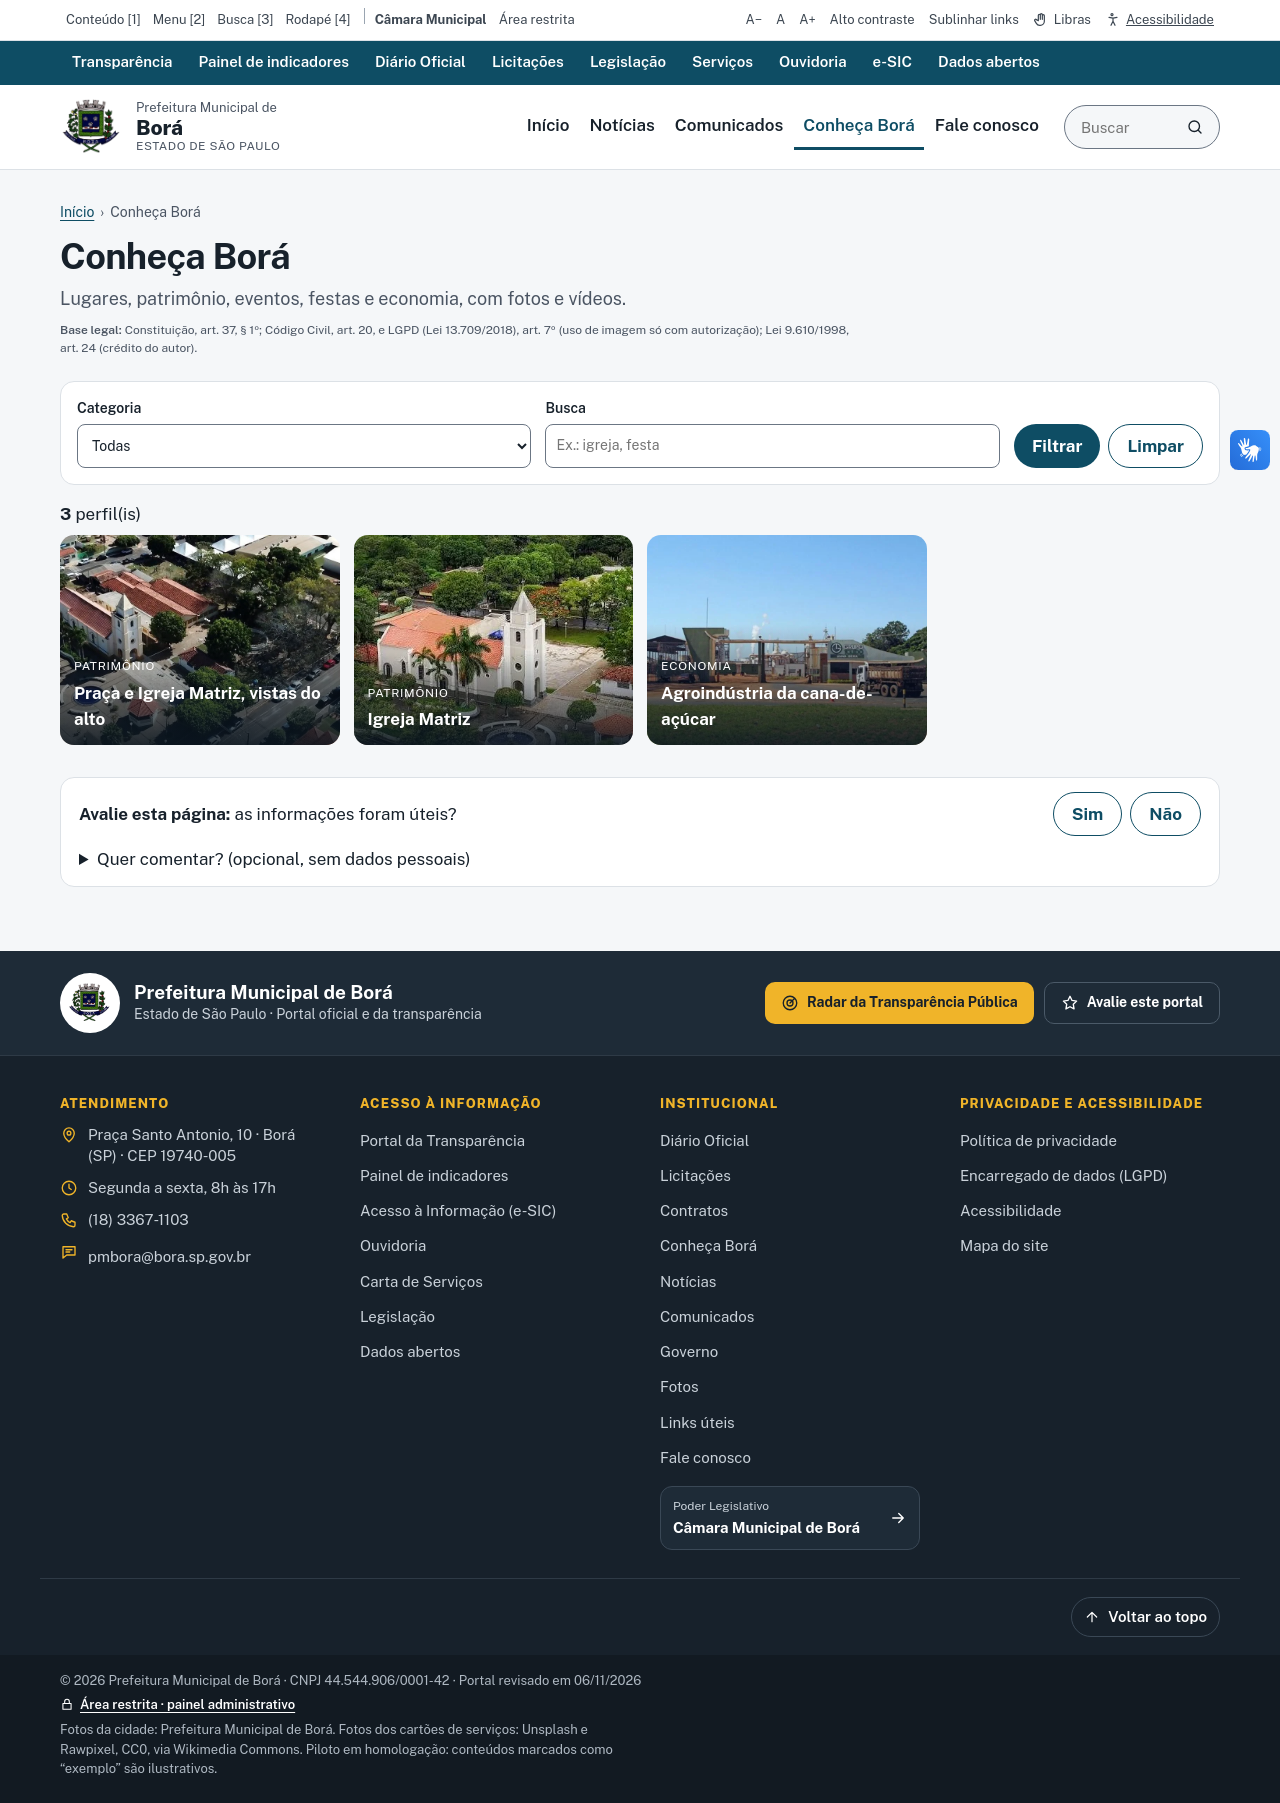 Conteúdo [1] Menu [2] Busca [3] Rodapé [4] Câmara Municipal Área restrita A− A A+ Alto contraste Sublinhar links Libras Acessibilidade
Transparência Painel de indicadores Diário Oficial Licitações Legislação Serviços Ouvidoria e-SIC Dados abertos
Prefeitura Municipal de
Borá
ESTADO DE SÃO PAULO
Início Notícias Comunicados Conheça Borá Fale conosco Buscar
Início › Conheça Borá
Conheça Borá
Lugares, patrimônio, eventos, festas e economia, com fotos e vídeos.
Base legal: Constituição, art. 37, § 1º; Código Civil, art. 20, e LGPD (Lei 13.709/2018), art. 7º (uso de imagem só com autorização); Lei 9.610/1998,
art. 24 (crédito do autor).
Categoria
Todas
Busca
Ex.: igreja, festa
Filtrar Limpar
3 perfil(is)
PATRIMÔNIO
Praça e Igreja Matriz, vistas do
alto
PATRIMÔNIO
Igreja Matriz
ECONOMIA
Agroindústria da cana-de-
açúcar
Avalie esta página: as informações foram úteis? Sim Não
Quer comentar? (opcional, sem dados pessoais)
Prefeitura Municipal de Borá
Estado de São Paulo · Portal oficial e da transparência
Radar da Transparência Pública Avalie este portal
ATENDIMENTO
Praça Santo Antonio, 10 · Borá
(SP) · CEP 19740-005
Segunda a sexta, 8h às 17h
(18) 3367-1103
pmbora@bora.sp.gov.br
ACESSO À INFORMAÇÃO
Portal da Transparência
Painel de indicadores
Acesso à Informação (e-SIC)
Ouvidoria
Carta de Serviços
Legislação
Dados abertos
INSTITUCIONAL
Diário Oficial
Licitações
Contratos
Conheça Borá
Notícias
Comunicados
Governo
Fotos
Links úteis
Fale conosco
Poder Legislativo
Câmara Municipal de Borá
PRIVACIDADE E ACESSIBILIDADE
Política de privacidade
Encarregado de dados (LGPD)
Acessibilidade
Mapa do site
Voltar ao topo
© 2026 Prefeitura Municipal de Borá · CNPJ 44.544.906/0001-42 · Portal revisado em 06/11/2026
Área restrita · painel administrativo
Fotos da cidade: Prefeitura Municipal de Borá. Fotos dos cartões de serviços: Unsplash e
Rawpixel, CC0, via Wikimedia Commons. Piloto em homologação: conteúdos marcados como
“exemplo” são ilustrativos.